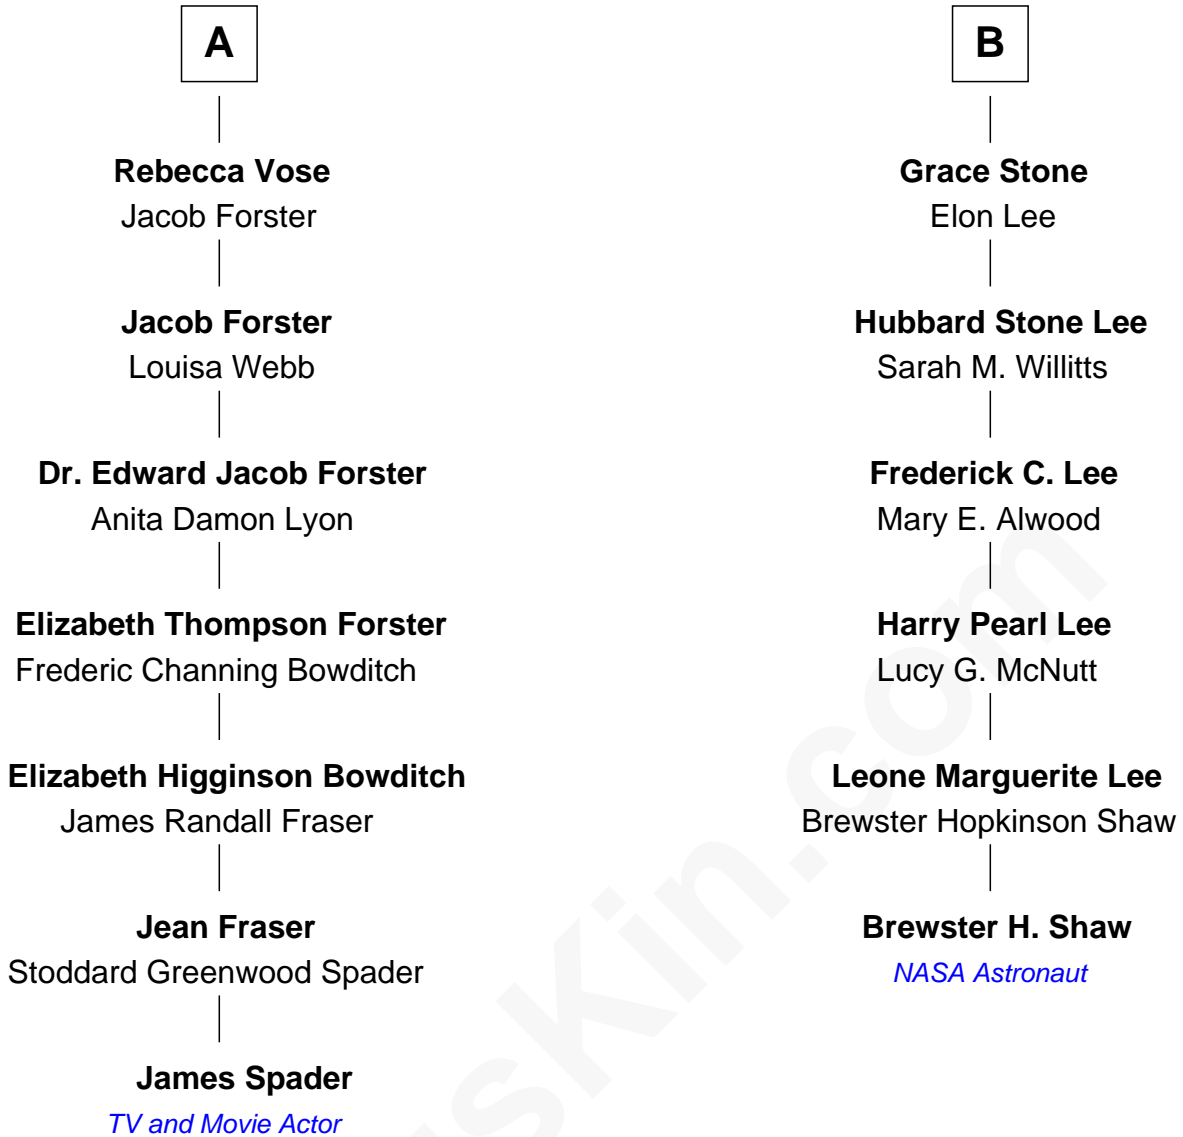 A
Rebecca Vose
Jacob Forster
Jacob Forster
Louisa Webb
Dr. Edward Jacob Forster
Anita Damon Lyon
Elizabeth Thompson Forster
Frederic Channing Bowditch
Elizabeth Higginson Bowditch
James Randall Fraser
Jean Fraser
Stoddard Greenwood Spader
James Spader
TV and Movie Actor
B
Grace Stone
Elon Lee
Hubbard Stone Lee
Sarah M. Willitts
Frederick C. Lee
Mary E. Alwood
Harry Pearl Lee
Lucy G. McNutt
Leone Marguerite Lee
Brewster Hopkinson Shaw
Brewster H. Shaw
NASA Astronaut